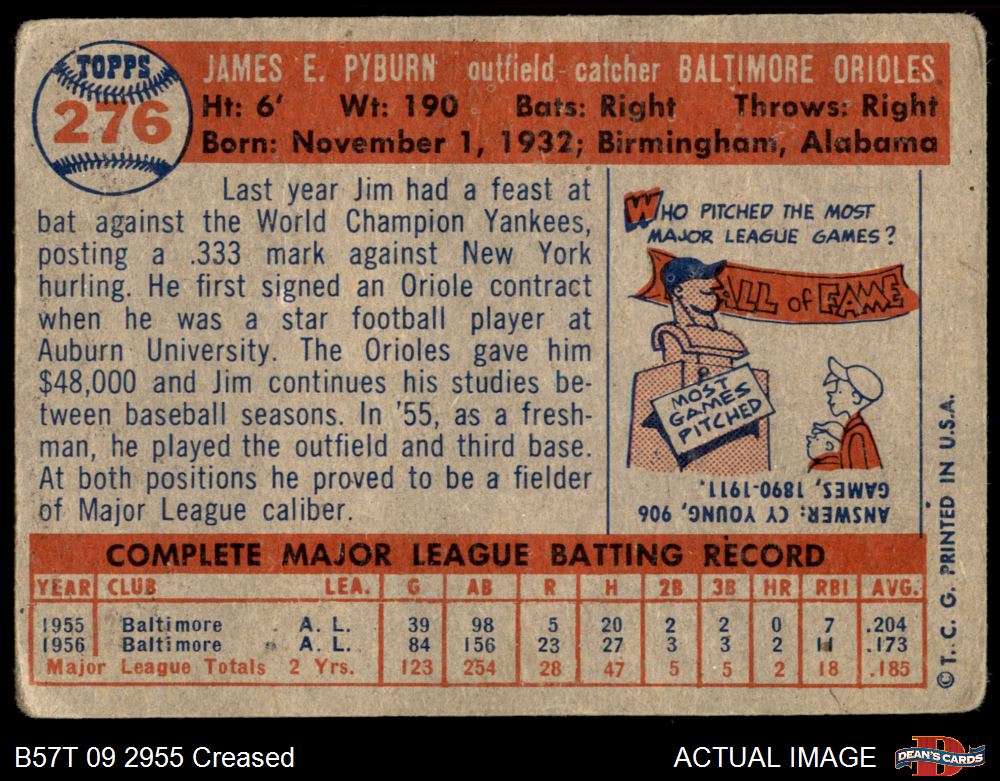 TOPPS
276
JAMES E. PYBURN outfield-catcher BALTIMORE ORIOLES
Ht: 6' Wt: 190 Bats: Right Throws: Right
Born: November 1, 1932; Birmingham, Alabama
Last year Jim had a feast at
bat against the World Champion Yankees,
posting a .333 mark against New York
hurling. He first signed an Oriole contract
when he was a star football player at
Auburn University. The Orioles gave him
$48,000 and Jim continues his studies be-
tween baseball seasons. In '55, as a fresh-
man, he played the outfield and third base.
At both positions he proved to be a fielder
of Major League caliber.
WHO PITCHED THE MOST
MAJOR LEAGUE GAMES?
ALL OF FAME
MOST
GAMES
PITCHED
ANSWER: CY YOUNG, 906
GAMES, 1890-1911.
COMPLETE MAJOR LEAGUE BATTING RECORD
YEAR CLUB LEA. G AB R H 2B 3B HR RBI AVG.
1955 Baltimore A. L. 39 98 5 20 2 2 0 7 .204
1956 Baltimore A. L. 84 156 23 27 3 3 2 11 .173
Major League Totals 2 Yrs. 123 254 28 47 5 5 2 18 .185
© T. C. G. PRINTED IN U.S.A.
B57T 09 2955 Creased
ACTUAL IMAGE
D
DEAN'S CARDS